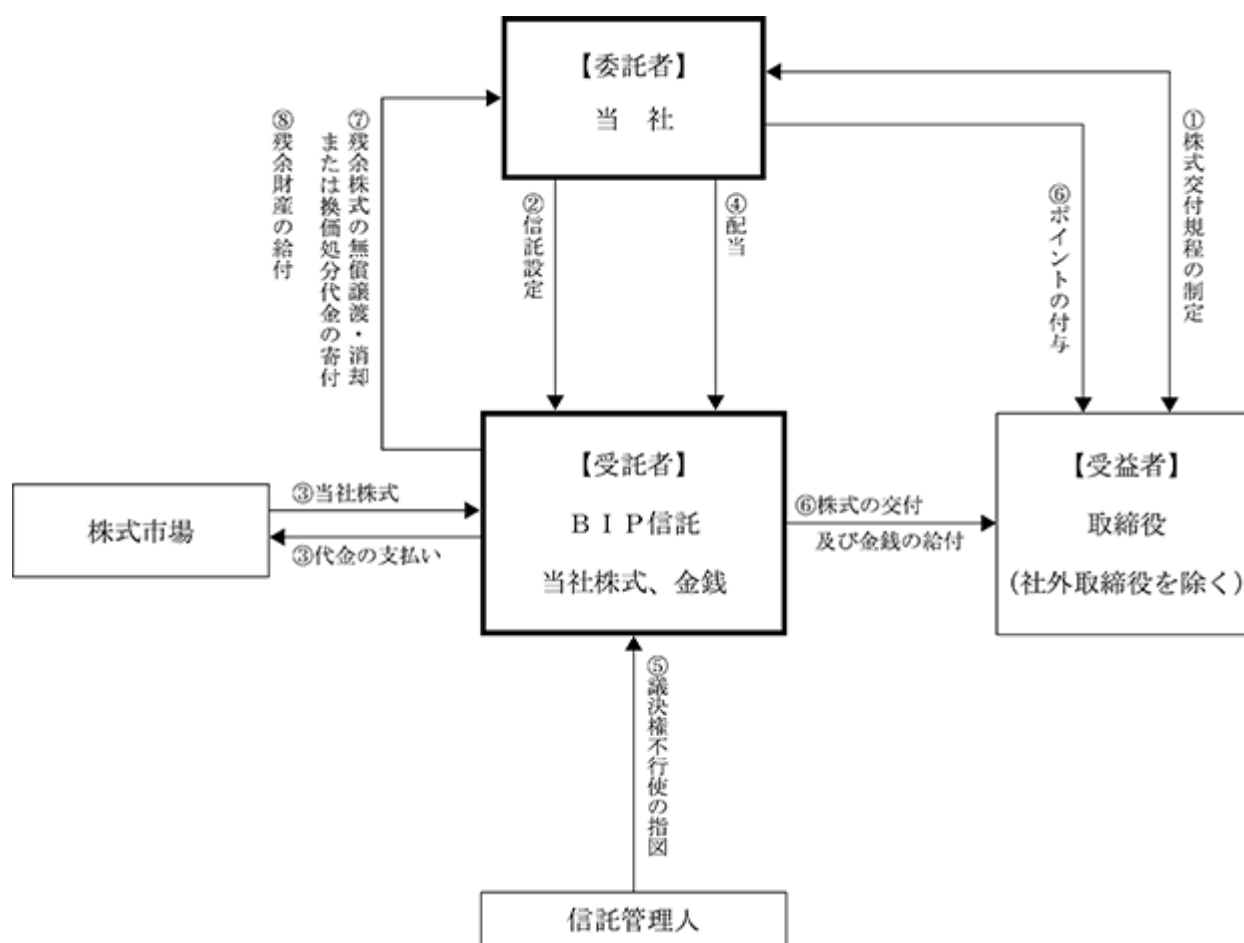 【委託者】
当　社
⑧残余財産の給付
⑦残余株式の無償譲渡・消却
または換価処分代金の寄付
②信託設定
④配当
⑥ポイントの付与
①株式交付規程の制定
株式市場
③当社株式
③代金の支払い
【受託者】
ＢＩＰ信託
当社株式、金銭
⑥株式の交付
及び金銭の給付
【受益者】
取締役
（社外取締役を除く）
⑤議決権不行使の指図
信託管理人